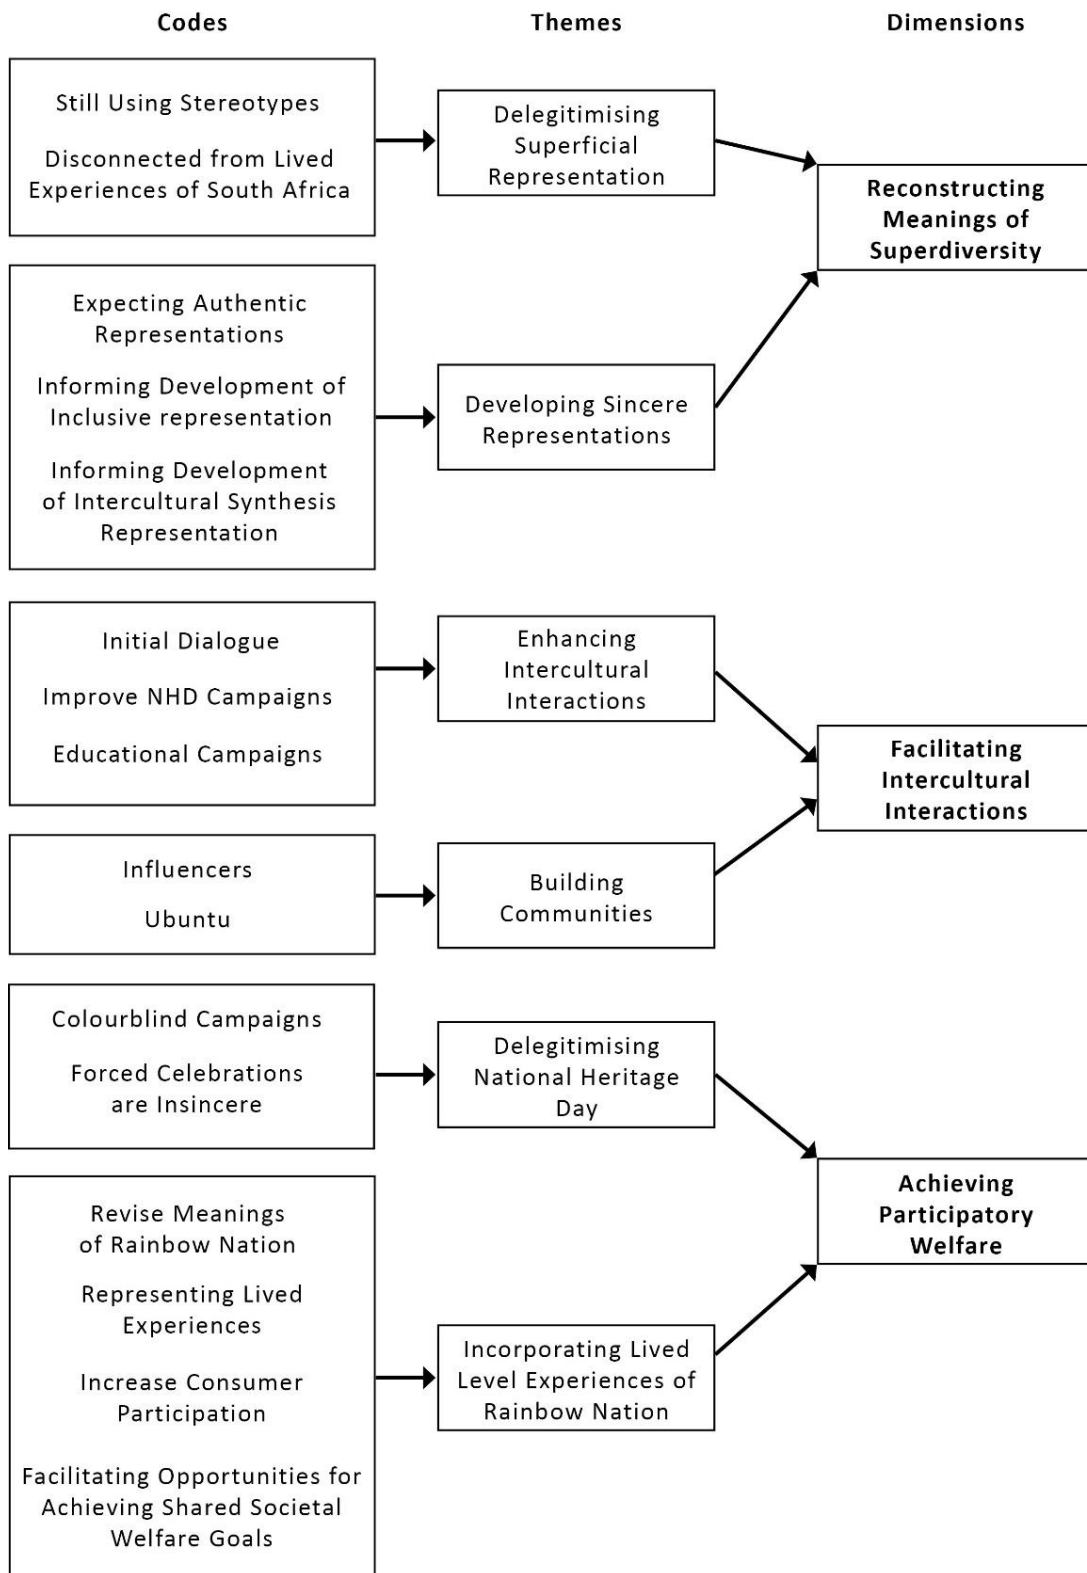 Codes
Themes
Dimensions
Still Using Stereotypes
Disconnected from Lived
Experiences of South Africa
Delegitimising
Superficial
Representation
Reconstructing
Meanings of
Superdiversity
Expecting Authentic
Representations
Informing Development of
Inclusive representation
Informing Development
of Intercultural Synthesis
Representation
Developing Sincere
Representations
Initial Dialogue
Improve NHD Campaigns
Educational Campaigns
Enhancing
Intercultural
Interactions
Facilitating
Intercultural
Interactions
Influencers
Ubuntu
Building
Communities
Colourblind Campaigns
Forced Celebrations
are Insincere
Delegitimising
National Heritage
Day
Achieving
Participatory
Welfare
Revise Meanings
of Rainbow Nation
Representing Lived
Experiences
Increase Consumer
Participation
Facilitating Opportunities for
Achieving Shared Societal
Welfare Goals
Incorporating Lived
Level Experiences of
Rainbow Nation